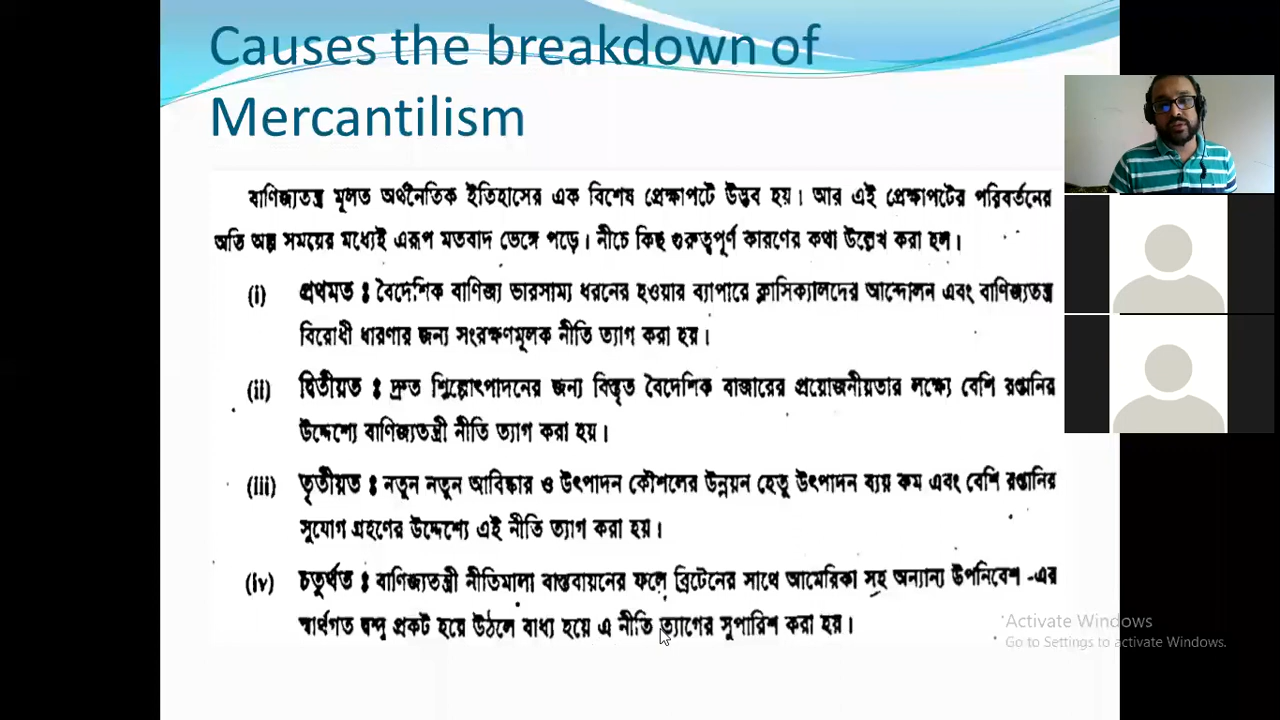 Causes the breakdown of
Mercantilism
বাণিজ্যতন্ত্র মূলত অর্থনৈতিক ইতিহাসের এক বিশেষ প্রেক্ষাপটে উদ্ভব হয়। আর এই প্রেক্ষাপটের পরিবর্তনের
অতি অল্প সময়ের মধ্যেই এরূপ মতবাদ ভেঙ্গে পড়ে। নীচে কিছু গুরুত্বপূর্ণ কারণের কথা উল্লেখ করা হল।
(i) প্রথমত : বৈদেশিক বাণিজ্য ভারসাম্য ধরনের হওয়ার ব্যাপারে ক্লাসিক্যালদের আন্দোলন এবং বাণিজ্যতন্ত্র
বিরোধী ধারণার জন্য সংরক্ষণমূলক নীতি ত্যাগ করা হয়।
(ii) দ্বিতীয়ত : দ্রুত শিল্পোৎপাদনের জন্য বিস্তৃত বৈদেশিক বাজারের প্রয়োজনীয়তার লক্ষ্যে বেশি রপ্তানির
উদ্দেশ্যে বাণিজ্যতন্ত্রী নীতি ত্যাগ করা হয়।
(iii) তৃতীয়ত : নতুন নতুন আবিষ্কার ও উৎপাদন কৌশলের উন্নয়ন হেতু উৎপাদন ব্যয় কম এবং বেশি রপ্তানির
সুযোগ গ্রহণের উদ্দেশ্যে এই নীতি ত্যাগ করা হয়।
(iv) চতুর্থত : বাণিজ্যতন্ত্রী নীতিমালা বাস্তবায়নের ফলে ব্রিটেনের সাথে আমেরিকা সহ অন্যান্য উপনিবেশ -এর
স্বার্থগত দ্বন্দ্ব প্রকট হয়ে উঠলে বাধ্য হয়ে এ নীতি ত্যাগের সুপারিশ করা হয়।
Activate Windows
Go to Settings to activate Windows.